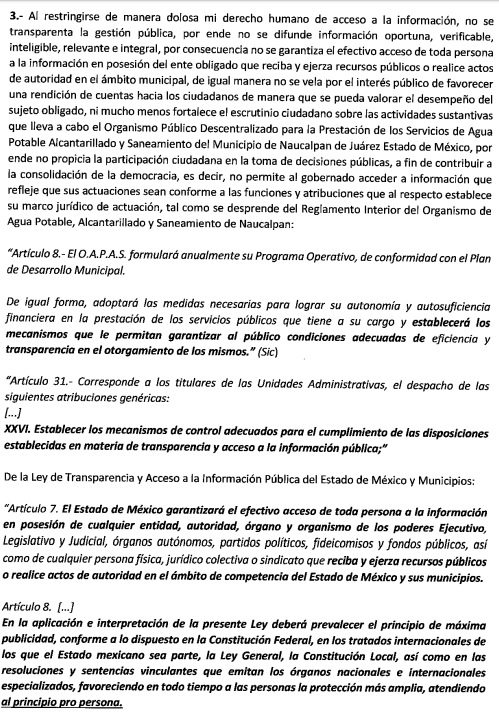 3.- Al restringirse de manera dolosa mi derecho humano de acceso a la información, no se
transparenta la gestión pública, por ende no se difunde información oportuna, verificable,
inteligible, relevante e integral, por consecuencia no se garantiza el efectivo acceso de toda persona
a la información en posesión del ente obligado que reciba y ejerza recursos públicos o realice actos
de autoridad en el ámbito municipal, de igual manera no se vela por el interés público de favorecer
una rendición de cuentas hacia los ciudadanos de manera que se pueda valorar el desempeño del
sujeto obligado, ni mucho menos fortalece el escrutinio ciudadano sobre las actividades sustantivas
que lleva a cabo el Organismo Público Descentralizado para la Prestación de los Servicios de Agua
Potable Alcantarillado y Saneamiento del Municipio de Naucalpan de Juárez Estado de México, por
ende no propicia la participación ciudadana en la toma de decisiones públicas, a fin de contribuir a
la consolidación de la democracia, es decir, no permite al gobernado acceder a información que
refleje que sus actuaciones sean conforme a las funciones y atribuciones que al respecto establece
su marco jurídico de actuación, tal como se desprende del Reglamento Interior del Organismo de
Agua Potable, Alcantarillado y Saneamiento de Naucalpan:
"Artículo 8.- El O.A.P.A.S. formulará anualmente su Programa Operativo, de conformidad con el Plan
de Desarrollo Municipal.
De igual forma, adoptará las medidas necesarias para lograr su autonomía y autosuficiencia
financiera en la prestación de los servicios públicos que tiene a su cargo y establecerá los
mecanismos que le permitan garantizar al público condiciones adecuadas de eficiencia y
transparencia en el otorgamiento de los mismos." (Sic)
"Artículo 31.- Corresponde a los titulares de las Unidades Administrativas, el despacho de las
siguientes atribuciones genéricas:
[...]
XXVI. Establecer los mecanismos de control adecuados para el cumplimiento de las disposiciones
establecidas en materia de transparencia y acceso a la información pública;"
De la Ley de Transparencia y Acceso a la Información Pública del Estado de México y Municipios:
"Artículo 7. El Estado de México garantizará el efectivo acceso de toda persona a la información
en posesión de cualquier entidad, autoridad, órgano y organismo de los poderes Ejecutivo,
Legislativo y Judicial, órganos autónomos, partidos políticos, fideicomisos y fondos públicos, así
como de cualquier persona física, jurídico colectiva o sindicato que reciba y ejerza recursos públicos
o realice actos de autoridad en el ámbito de competencia del Estado de México y sus municipios.
Artículo 8. [...]
En la aplicación e interpretación de la presente Ley deberá prevalecer el principio de máxima
publicidad, conforme a lo dispuesto en la Constitución Federal, en los tratados internacionales de
los que el Estado mexicano sea parte, la Ley General, la Constitución Local, así como en las
resoluciones y sentencias vinculantes que emitan los órganos nacionales e internacionales
especializados, favoreciendo en todo tiempo a las personas la protección más amplia, atendiendo
al principio pro persona.